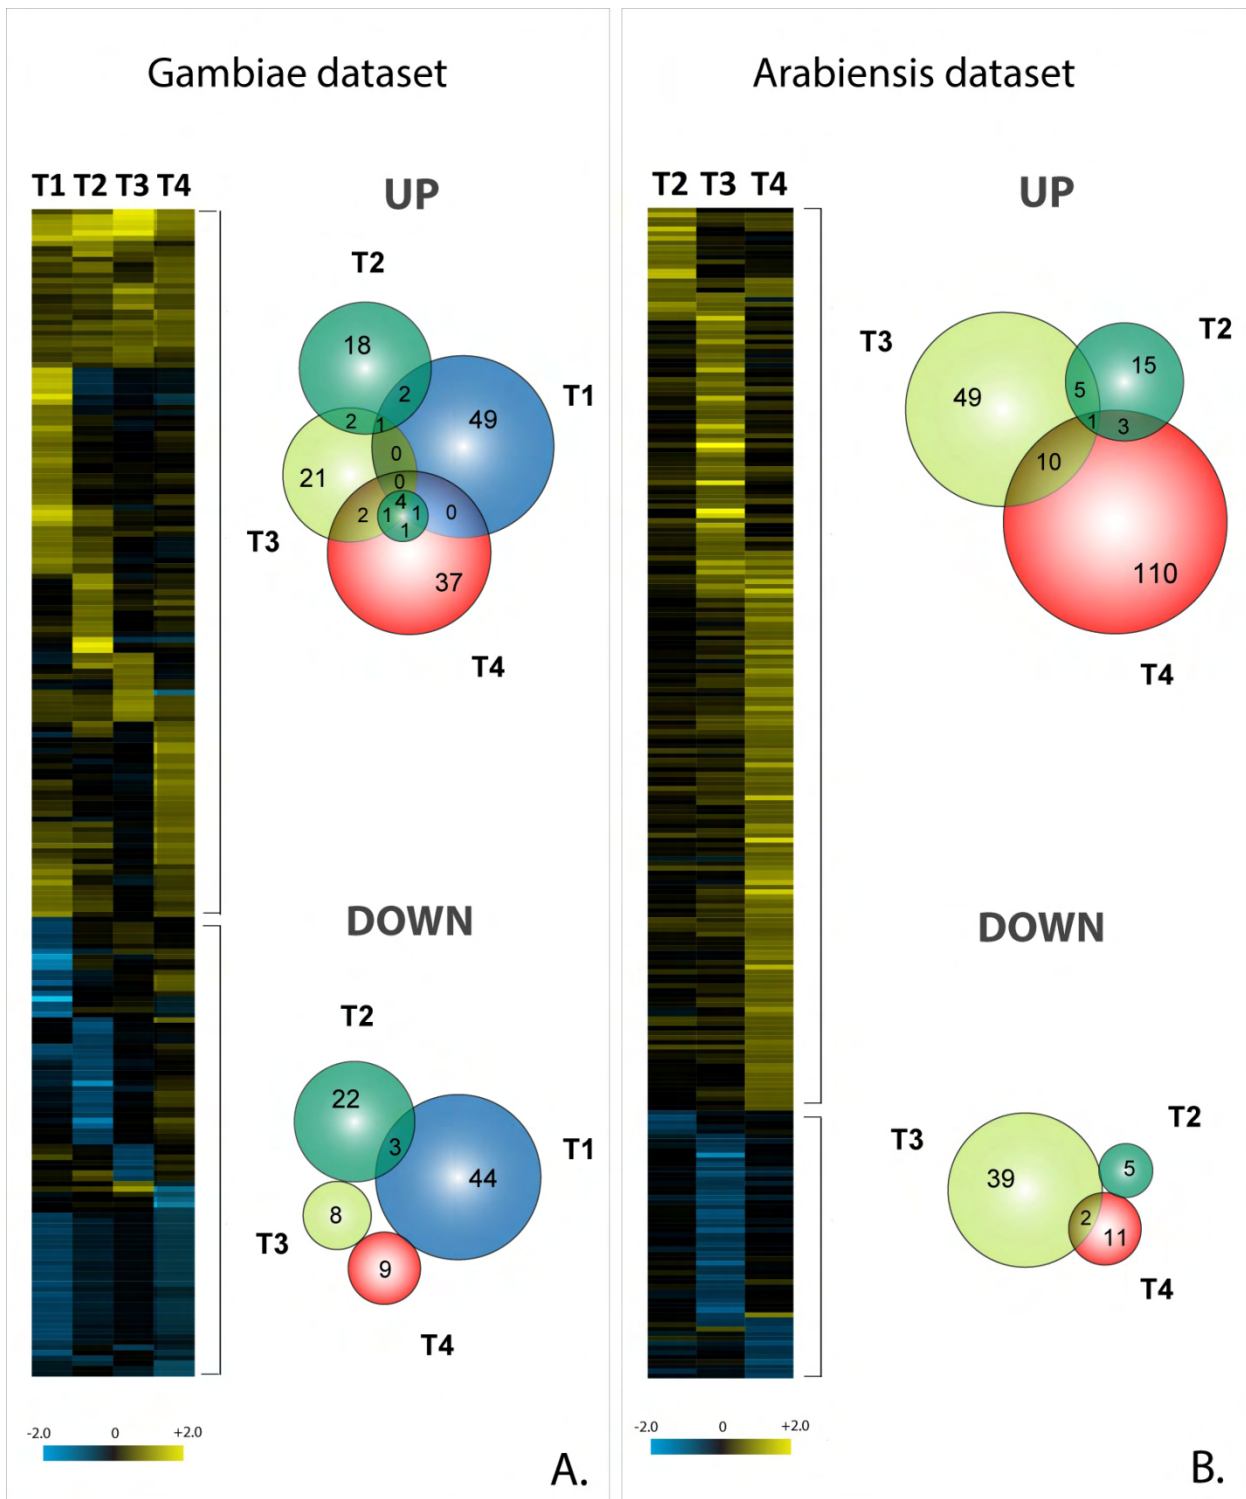 Gambiae dataset
T1 T2 T3 T4
UP
T2
18
2
T1
49
2
1
0
21
0
4
2
1
1
0
1
T3
37
T4
DOWN
T2
22
3
T1
44
8
T3
9
T4
-2.0 0 +2.0
A.
Arabiensis dataset
T2 T3 T4
UP
T3
T2
15
49
5
1
3
10
110
T4
DOWN
T2
T3
39
5
2
11
T4
-2.0 0 +2.0
B.